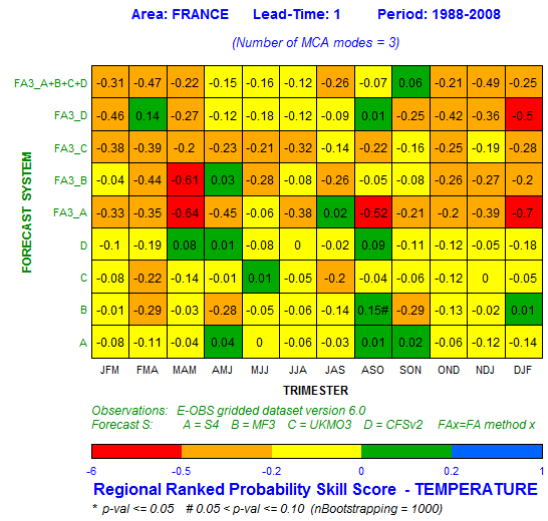 Area: FRANCE Lead-Time: 1 Period: 1988-2008
(Number of MCA modes = 3)
FORECAST SYSTEM
FA3_A+B+C+D -0.31 -0.47 -0.22 -0.15 -0.16 -0.12 -0.26 -0.07 0.06 -0.21 -0.49 -0.25
FA3_D -0.46 0.14 -0.27 -0.12 -0.18 -0.12 -0.09 0.01 -0.25 -0.42 -0.36 -0.5
FA3_C -0.38 -0.39 -0.2 -0.23 -0.21 -0.32 -0.14 -0.22 -0.16 -0.25 -0.19 -0.28
FA3_B -0.04 -0.44 -0.61 0.03 -0.28 -0.08 -0.26 -0.05 -0.08 -0.26 -0.27 -0.2
FA3_A -0.33 -0.35 -0.64 -0.45 -0.06 -0.38 0.02 -0.52 -0.21 -0.2 -0.39 -0.7
D -0.1 -0.19 0.08 0.01 -0.08 0 -0.02 0.09 -0.11 -0.12 -0.05 -0.18
C -0.08 -0.22 -0.14 -0.01 0.01 -0.05 -0.2 -0.04 -0.06 -0.12 0 -0.05
B -0.01 -0.29 -0.03 -0.28 -0.05 -0.06 -0.14 0.15# -0.29 -0.13 -0.02 0.01
A -0.08 -0.11 -0.04 0.04 0 -0.06 -0.03 0.01 0.02 -0.06 -0.12 -0.14
JFM FMA MAM AMJ MJJ JJA JAS ASO SON OND NDJ DJF
TRIMESTER
Observations: E-OBS gridded dataset version 6.0
Forecast S: A = S4 B = MF3 C = UKMO3 D = CFSv2 FAx=FA method x
-6 -0.5 -0.2 0 0.2 1
Regional Ranked Probability Skill Score - TEMPERATURE
* p-val <= 0.05 # 0.05 < p-val <= 0.10 (nBootstrapping = 1000)